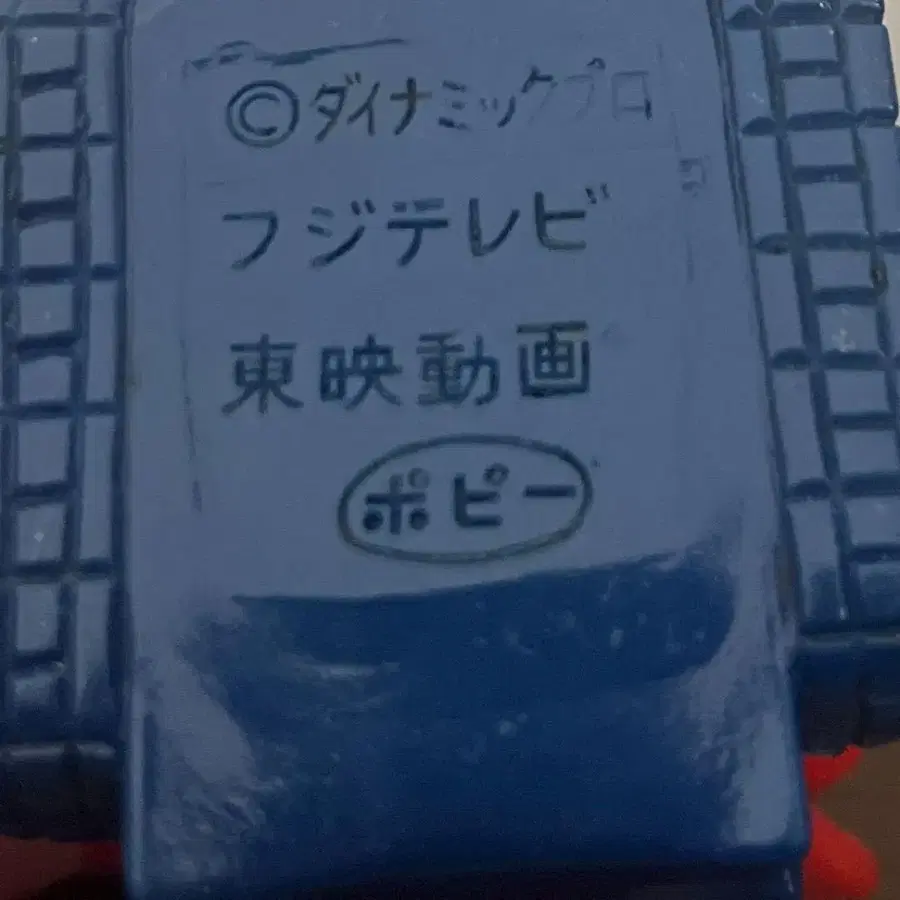 ©ダイナミックプロ
フジテレビ
東映動画
ポピー